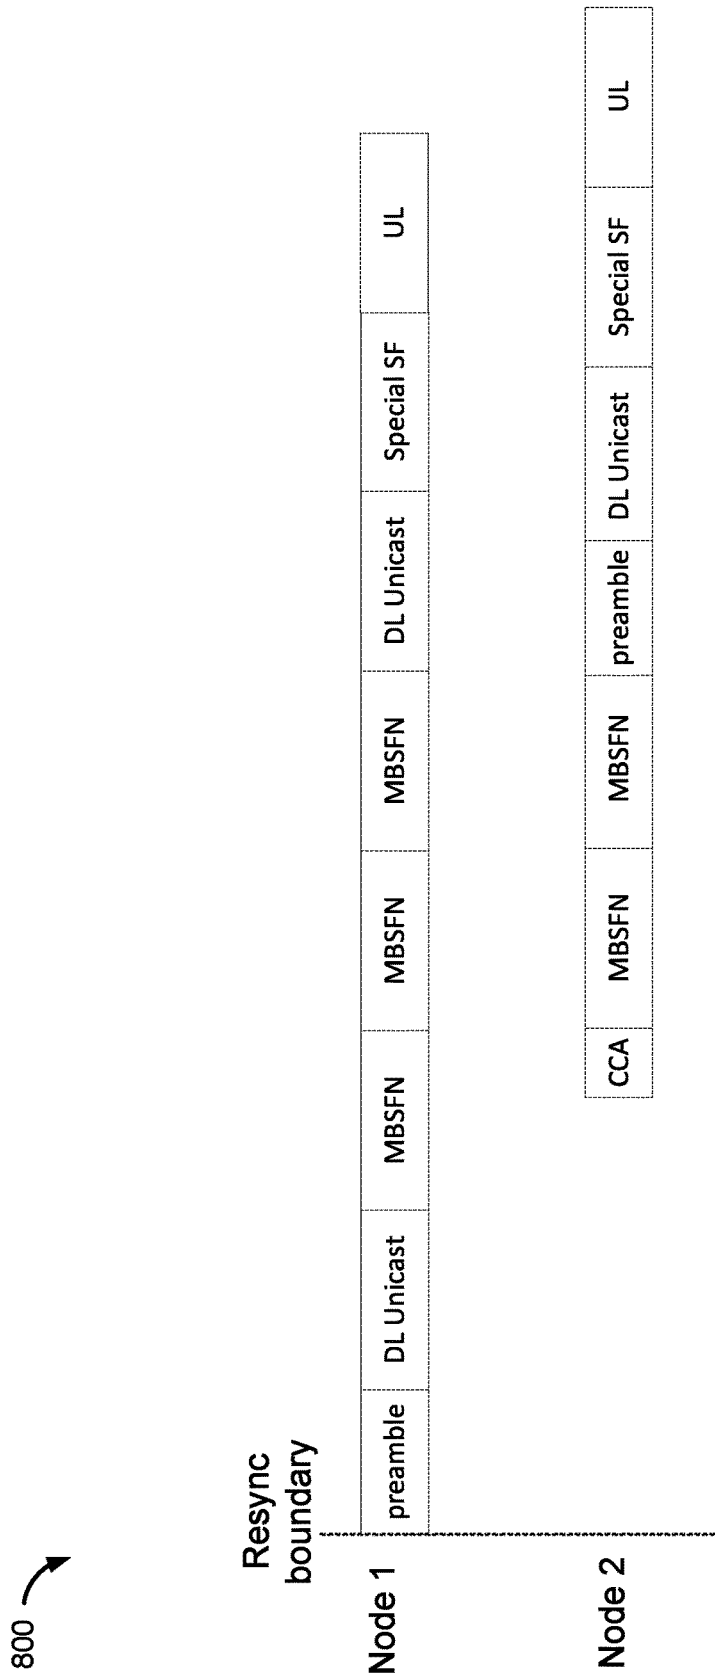 800
Resync
boundary
Node 1
preamble
DL Unicast
MBSFN
MBSFN
MBSFN
DL Unicast
Special SF
UL
Node 2
CCA
MBSFN
MBSFN
preamble
DL Unicast
Special SF
UL